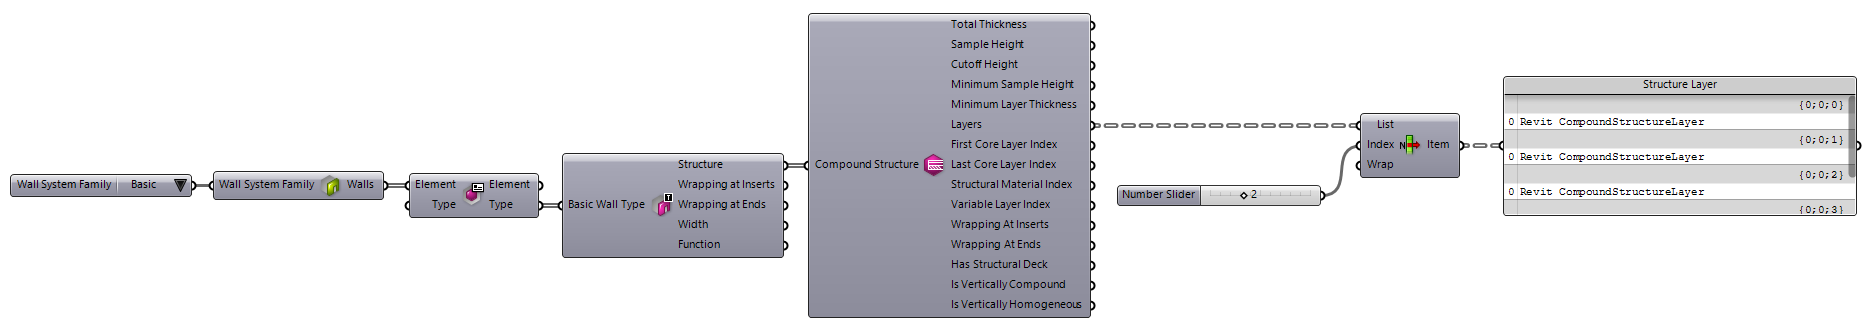 Wall System Family Basic
Wall System Family Walls
Element Element
Type Type
Basic Wall Type
Structure
Wrapping at Inserts
Wrapping at Ends
Width
Function
Compound Structure
Total Thickness
Sample Height
Cutoff Height
Minimum Sample Height
Minimum Layer Thickness
Layers
First Core Layer Index
Last Core Layer Index
Structural Material Index
Variable Layer Index
Wrapping At Inserts
Wrapping At Ends
Has Structural Deck
Is Vertically Compound
Is Vertically Homogeneous
Number Slider 2
List
Index N Item
Wrap
Structure Layer
{0;0;0}
0 Revit CompoundStructureLayer
{0;0;1}
0 Revit CompoundStructureLayer
{0;0;2}
0 Revit CompoundStructureLayer
{0;0;3}